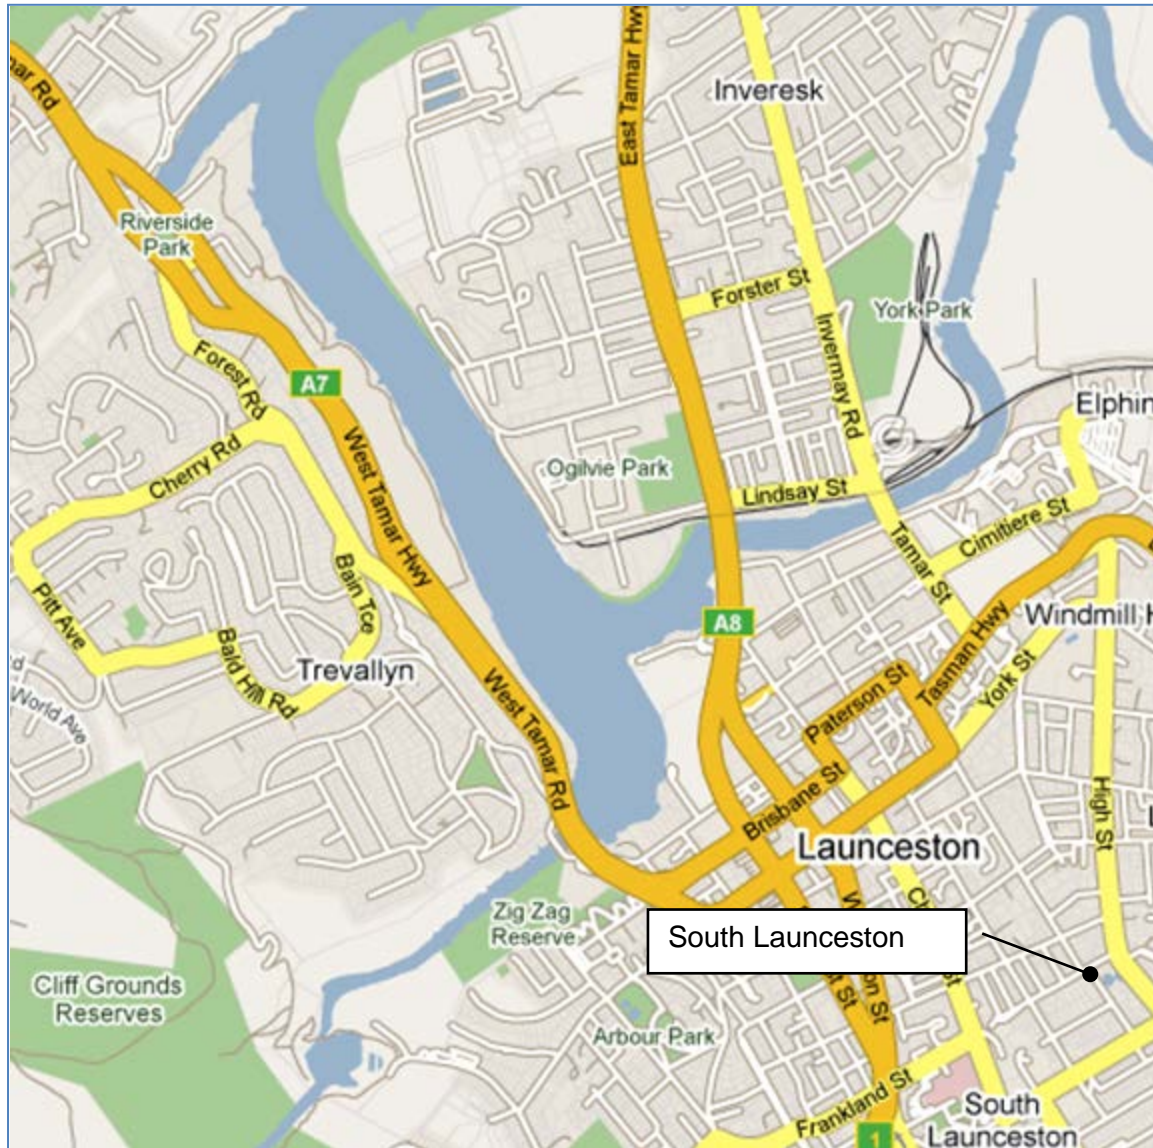 mar Rd
East Tamar Hwy
Inveresk
Riverside
Park
Forster St
York Park
Invermay Rd
Forest Rd
A7
Elphin
Cherry Rd
West Tamar Hwy
Ogilvie Park
Lindsay St
Cimitiere St
Tamar St
Bain Tce
Pitt Ave
A8
Windmill H
Tasman Hwy
York St
Bald Hill Rd
Trevallyn
World Ave
West Tamar Rd
Paterson St
Brisbane St
High St
Launceston
Zig Zag
Reserve
South Launceston
Cliff Grounds
Reserves
Arbour Park
Frankland St
South
Launceston
1